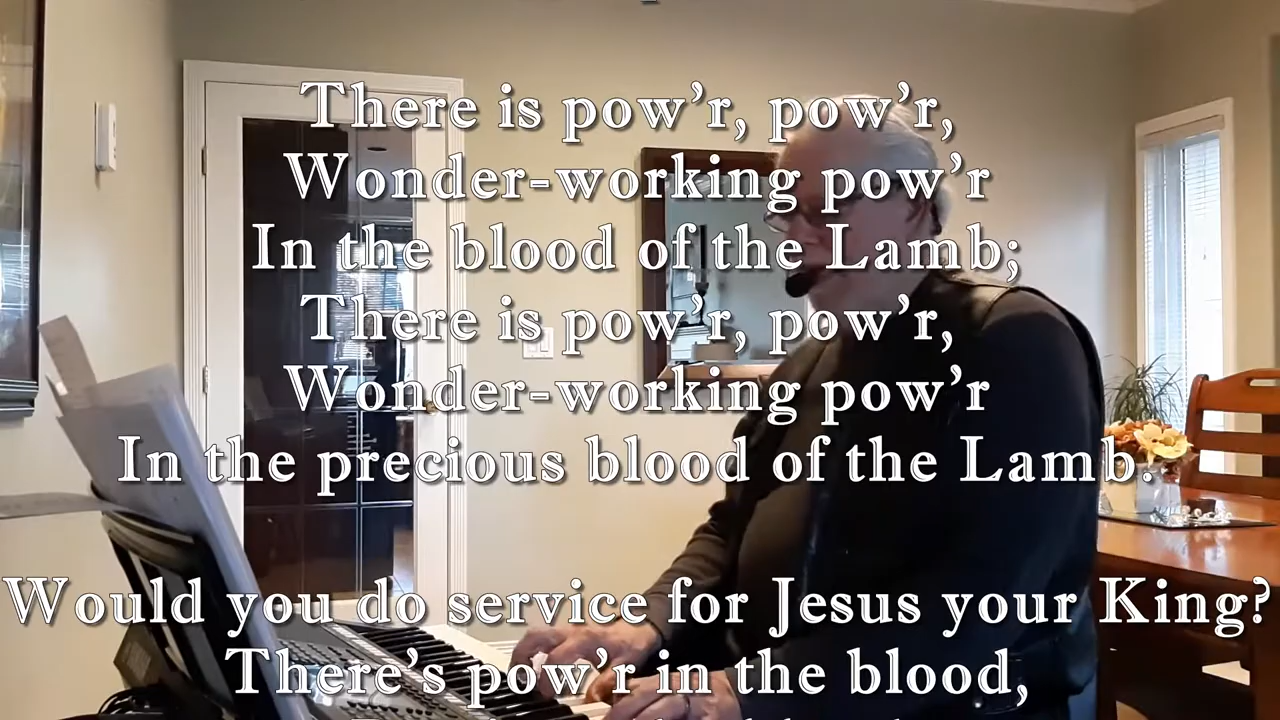 There is pow’r, pow’r,
Wonder-working pow’r
In the blood of the Lamb;
There is pow’r, pow’r,
Wonder-working pow’r
In the precious blood of the Lamb.
Would you do service for Jesus your King?
There’s pow’r in the blood,